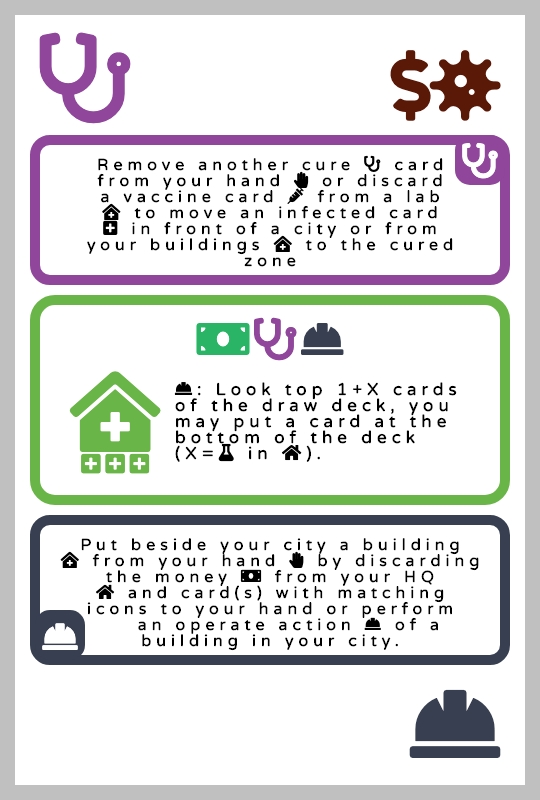 $
Remove another cure card
from your hand or discard
a vaccine card from a lab
to move an infected card
in front of a city or from
your buildings to the cured
zone
: Look top 1+X cards
of the draw deck, you
may put a card at the
bottom of the deck
(X= in ).
Put beside your city a building
from your hand by discarding
the money from your HQ
and card(s) with matching
icons to your hand or perform
an operate action of a
building in your city.